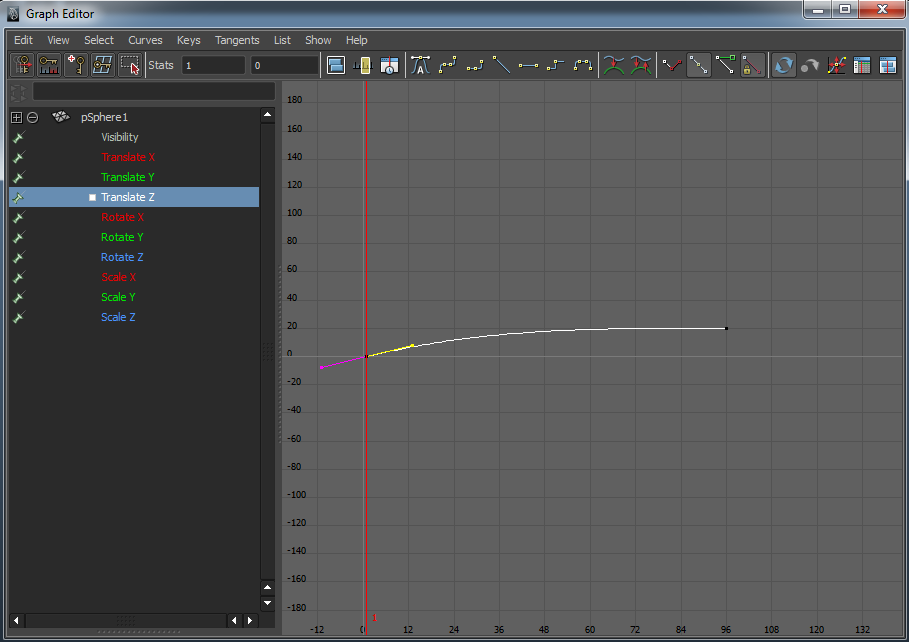 Graph Editor
Edit View Select Curves Keys Tangents List Show Help
Stats 1 0
pSphere1
Visibility
Translate X
Translate Y
Translate Z
Rotate X
Rotate Y
Rotate Z
Scale X
Scale Y
Scale Z
180
160
140
120
100
80
60
40
20
0
-20
-40
-60
-80
-100
-120
-140
-160
-180
1
-12 0 12 24 36 48 60 72 84 96 108 120 132